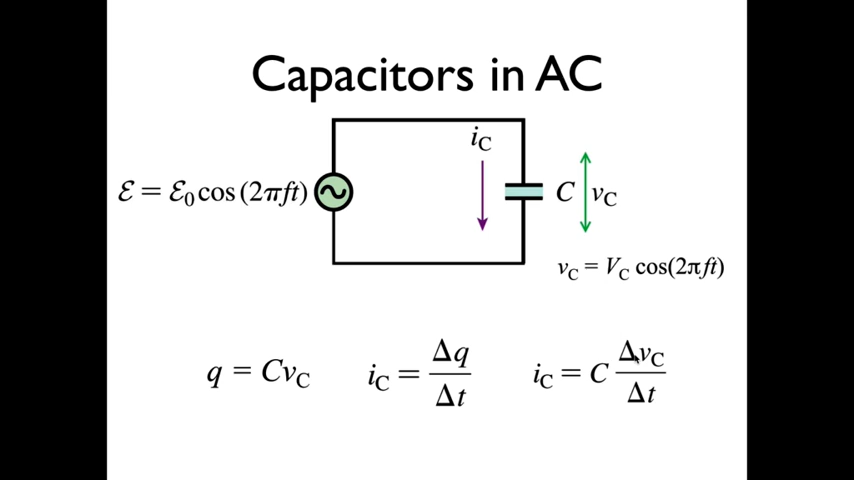 Capacitors in AC
i_C
ℰ = ℰ₀ cos (2πft)
C
v_C
v_C = V_C cos(2πft)
q = Cv_C
i_C = Δq/Δt
i_C = C Δv_C/Δt